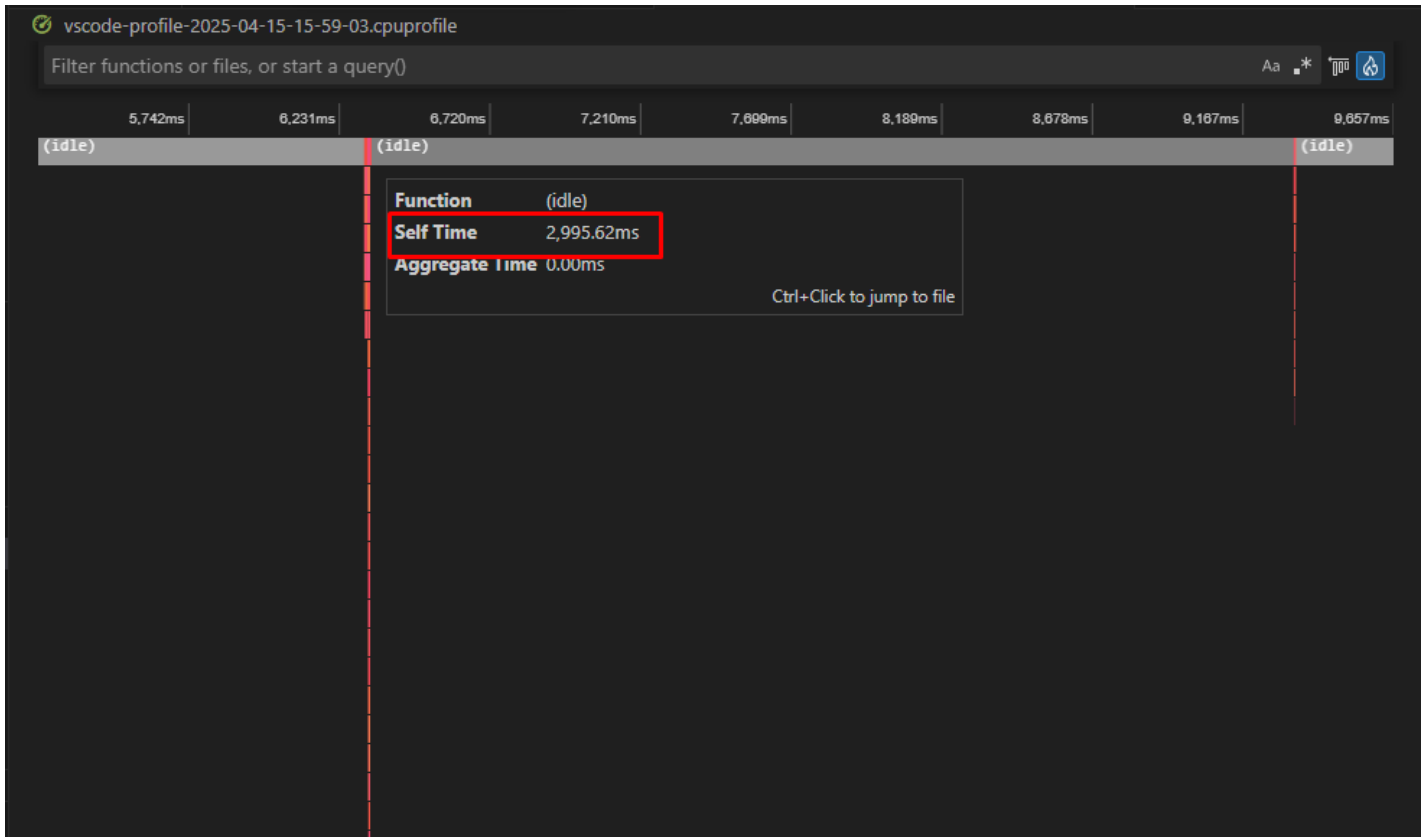 vscode-profile-2025-04-15-15-59-03.cpuprofile
Filter functions or files, or start a query() Aa .*
5,742ms 6,231ms 6,720ms 7,210ms 7,699ms 8,189ms 8,678ms 9,167ms 9,657ms
(idle) (idle) (idle)
Function (idle)
Self Time 2,995.62ms
Aggregate Time 0.00ms
Ctrl+Click to jump to file